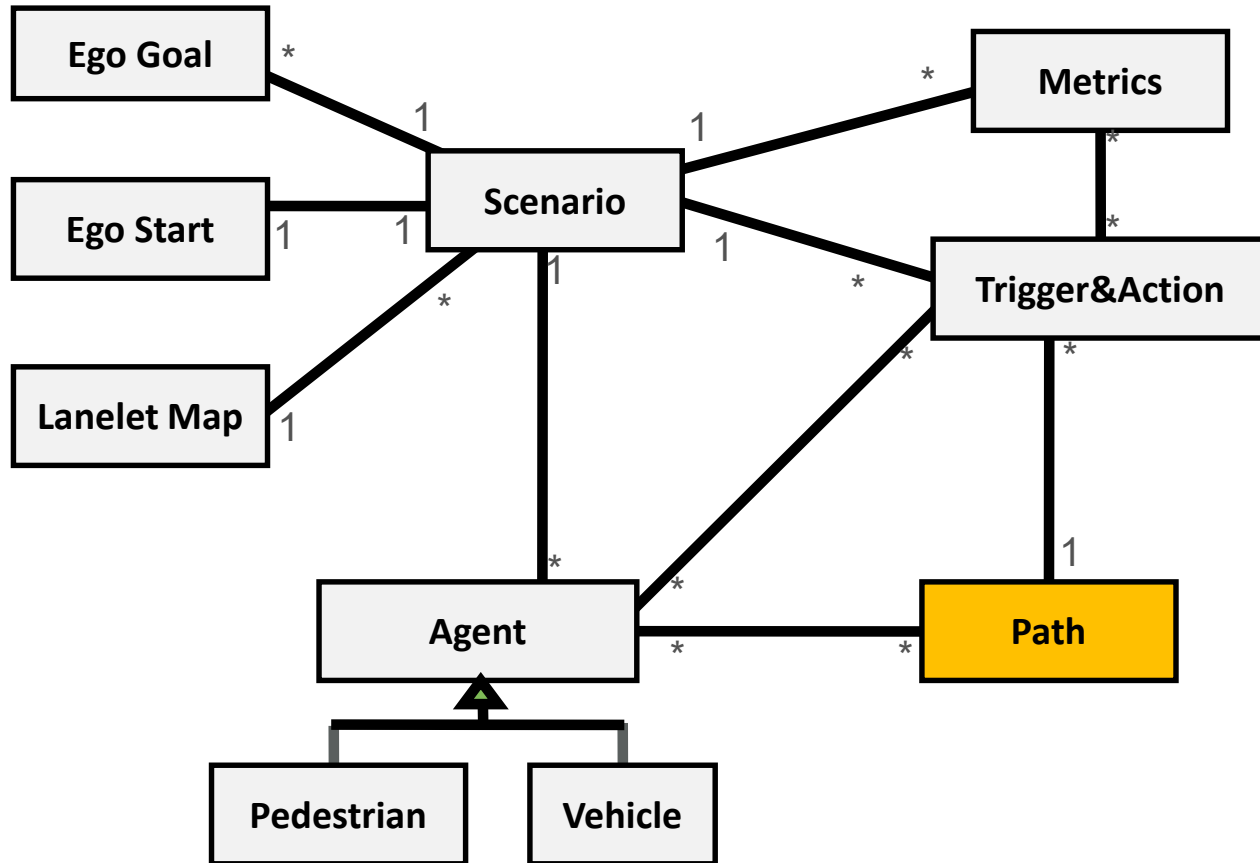 Ego Goal
*
1
Metrics
*
1
*
Scenario
Ego Start
1
1
1
*
*
1
*
Trigger&Action
*
*
Lanelet Map
1
*
1
*
Agent
*
*
*
Path
Pedestrian
Vehicle